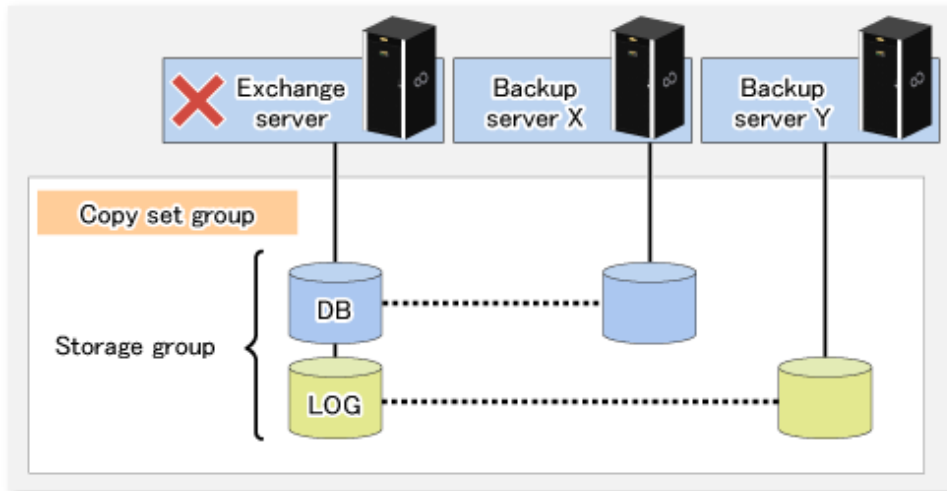 Exchange
server
Backup
server X
Backup
server Y
Copy set group
DB
Storage group
LOG